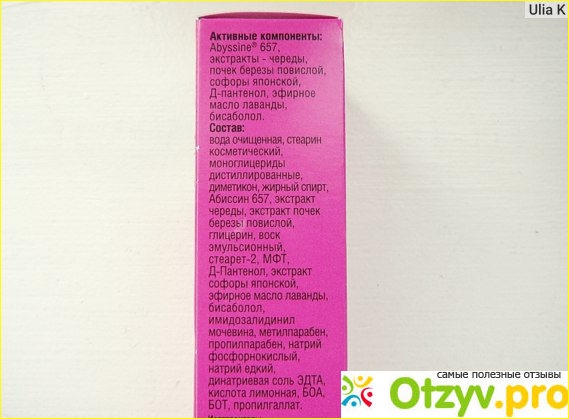 Ulia K
Активные компоненты:
Abyssine® 657,
экстракты - череды,
почек березы повислой,
софоры японской,
Д-пантенол, эфирное
масло лаванды,
бисаболол.
Состав:
вода очищенная, стеарин
косметический,
моноглицериды
дистиллированные,
диметикон, жирный спирт,
Абиссин 657, экстракт
череды, экстракт почек
березы повислой,
глицерин, воск
эмульсионный,
стеарет-2, МФТ,
Д-Пантенол, экстракт
софоры японской,
эфирное масло лаванды,
бисаболол,
имидозалидинил
мочевина, метилпарабен,
пропилпарабен, натрий
фосфорнокислый,
натрий едкий,
динатриевая соль ЭДТА,
кислота лимонная, БОА,
БОТ, пропилгаллат.
самые полезные отзывы
Otzyv.pro